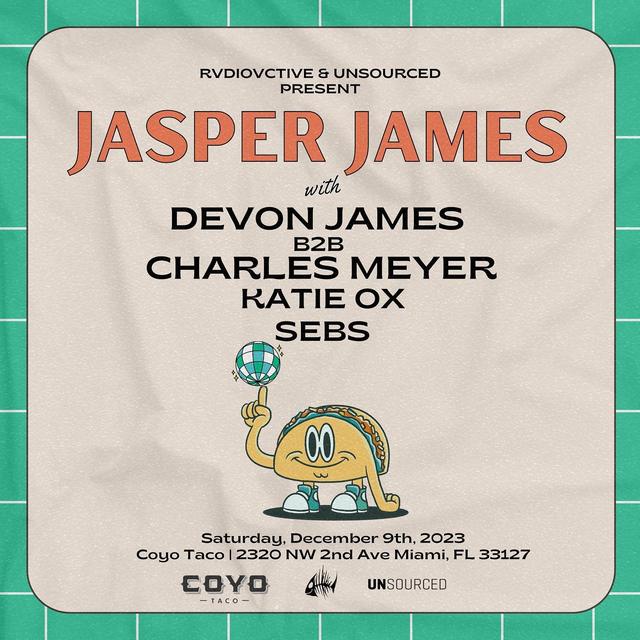 RVDIOVCTIVE & UNSOURCED
PRESENT
JASPER JAMES
with
DEVON JAMES
B2B
CHARLES MEYER
KATIE OX
SEBS
Saturday, December 9th, 2023
Coyo Taco | 2320 NW 2nd Ave Miami, FL 33127
COYO
TACO
UNSOURCED